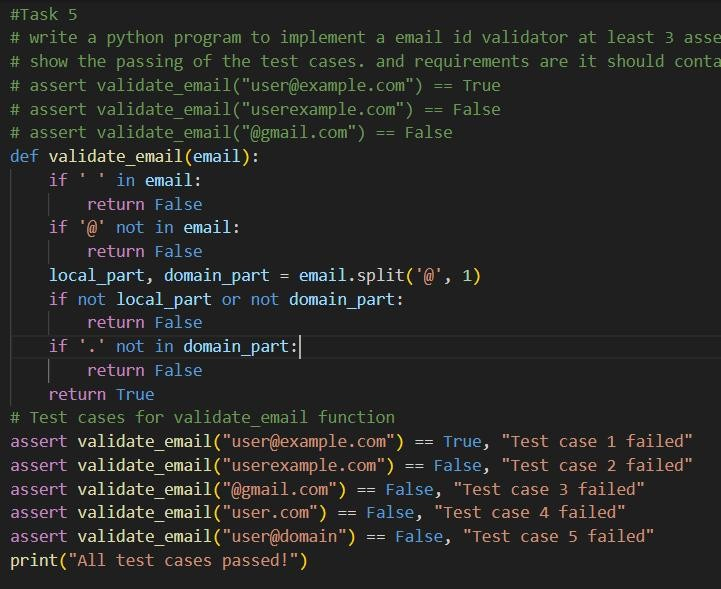 #Task 5
# write a python program to implement a email id validator at least 3 asse
# show the passing of the test cases. and requirements are it should conta
# assert validate_email("user@example.com") == True
# assert validate_email("userexample.com") == False
# assert validate_email("@gmail.com") == False
def validate_email(email):
    if ' ' in email:
        return False
    if '@' not in email:
        return False
    local_part, domain_part = email.split('@', 1)
    if not local_part or not domain_part:
        return False
    if '.' not in domain_part:
        return False
    return True
# Test cases for validate_email function
assert validate_email("user@example.com") == True, "Test case 1 failed"
assert validate_email("userexample.com") == False, "Test case 2 failed"
assert validate_email("@gmail.com") == False, "Test case 3 failed"
assert validate_email("user.com") == False, "Test case 4 failed"
assert validate_email("user@domain") == False, "Test case 5 failed"
print("All test cases passed!")